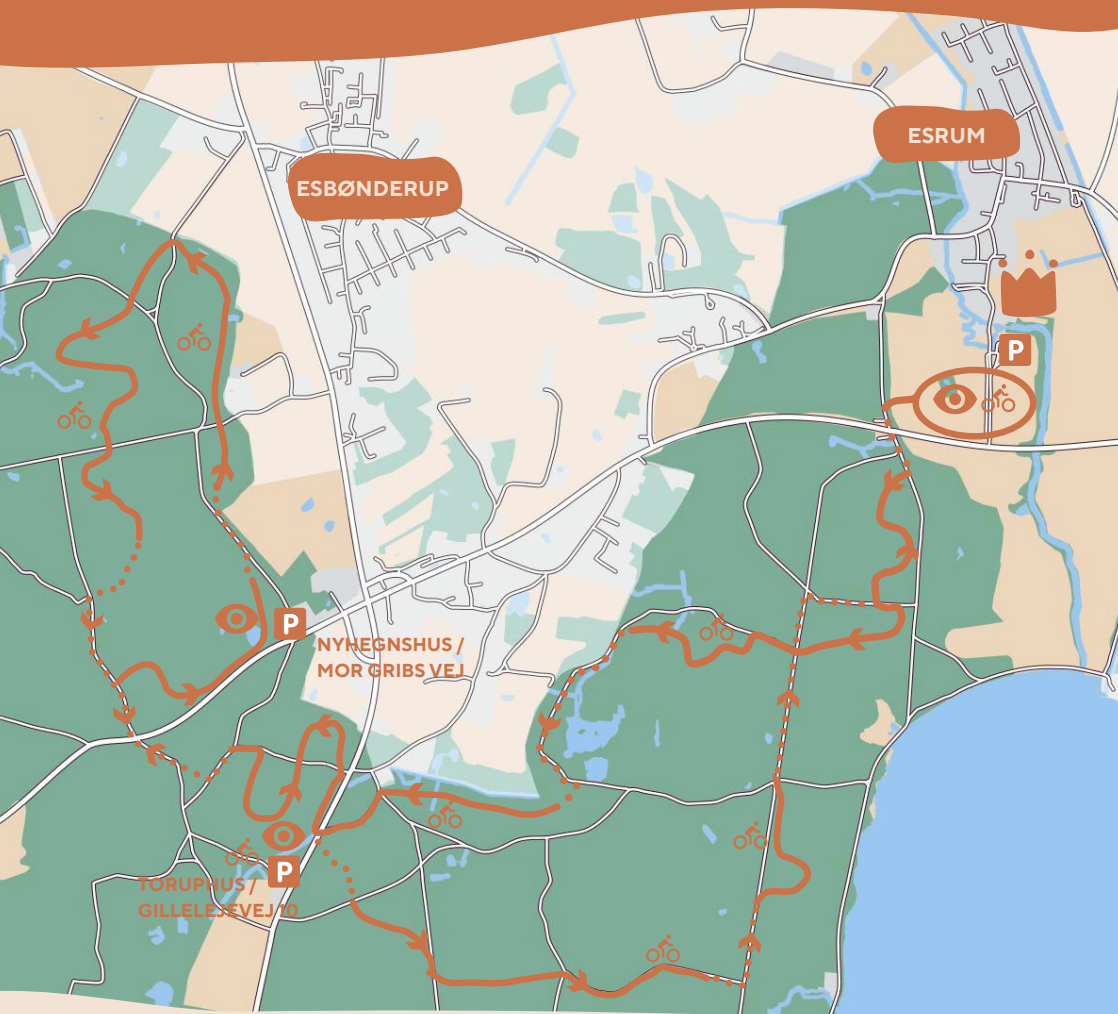 ESRUM
ESBØNDERUP
P
P
NYHEGNSHUS /
MOR GRIBS VEJ
P
TORUPHUS /
GILLELEJEVEJ 10